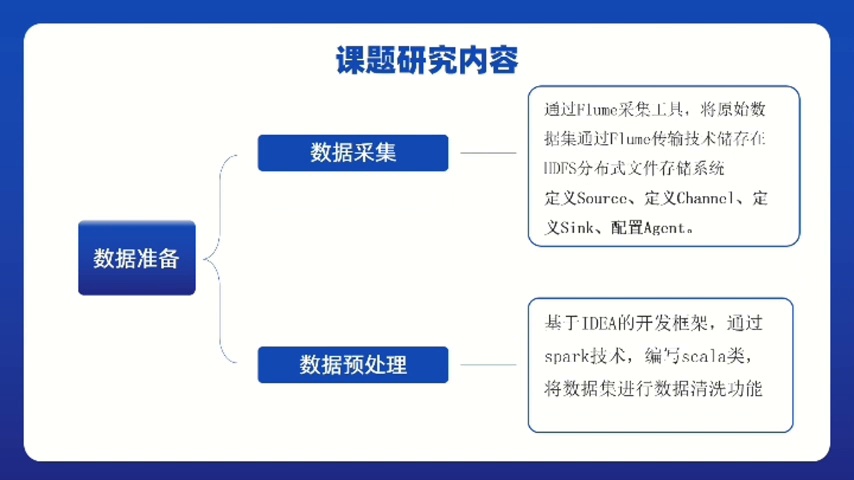 课题研究内容
数据准备
数据采集
通过Flume采集工具，将原始数
据集通过Flume传输技术储存在
HDFS分布式文件存储系统
定义Source、定义Channel、定
义Sink、配置Agent。
数据预处理
基于IDEA的开发框架，通过
spark技术，编写scala类，
将数据集进行数据清洗功能